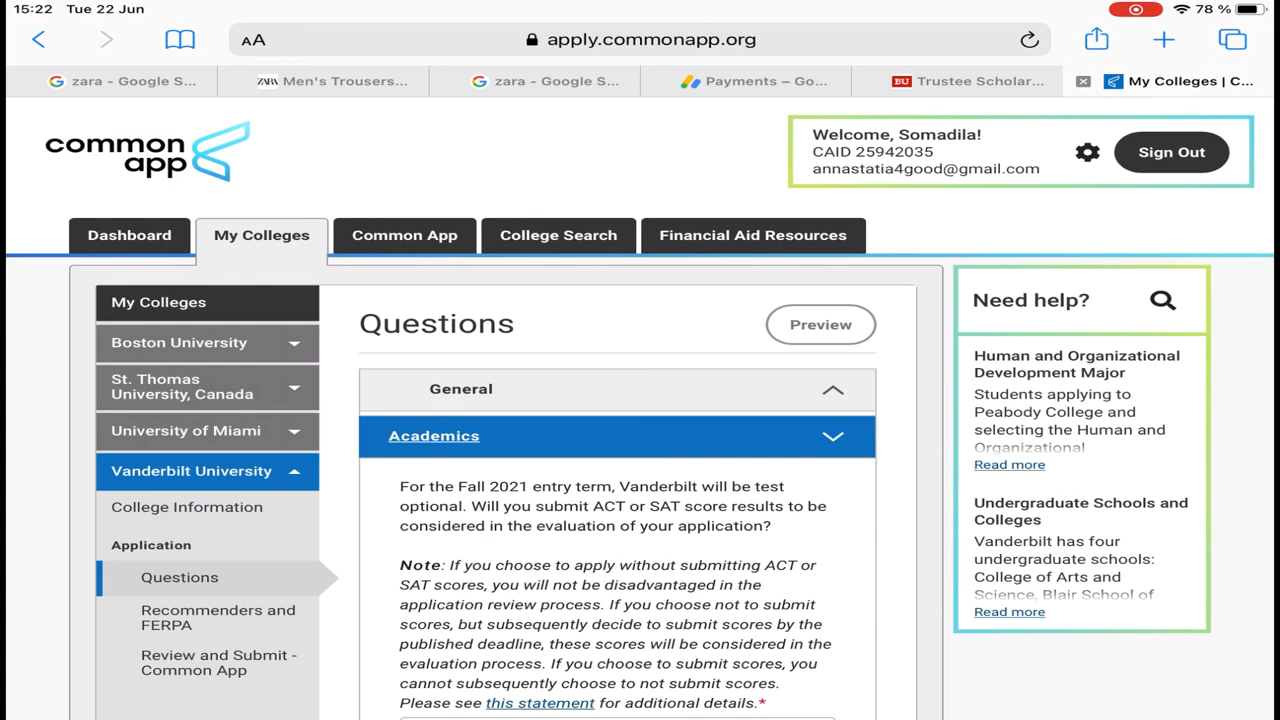 15:22 Tue 22 Jun
78 %
AA
apply.commonapp.org
zara - Google S...
ZARA Men's Trousers...
zara - Google S...
Payments – Go...
BU Trustee Scholar...
My Colleges | C...
common
app
Welcome, Somadila!
CAID 25942035
annastatia4good@gmail.com
Sign Out
Dashboard
My Colleges
Common App
College Search
Financial Aid Resources
My Colleges
Boston University
St. Thomas
University, Canada
University of Miami
Vanderbilt University
College Information
Application
Questions
Recommenders and
FERPA
Review and Submit -
Common App
Questions
Preview
General
Academics
For the Fall 2021 entry term, Vanderbilt will be test
optional. Will you submit ACT or SAT score results to be
considered in the evaluation of your application?
Note: If you choose to apply without submitting ACT or
SAT scores, you will not be disadvantaged in the
application review process. If you choose not to submit
scores, but subsequently decide to submit scores by the
published deadline, these scores will be considered in the
evaluation process. If you choose to submit scores, you
cannot subsequently choose to not submit scores.
Please see this statement for additional details.*
Need help?
Human and Organizational
Development Major
Students applying to
Peabody College and
selecting the Human and
Organizational
Read more
Undergraduate Schools and
Colleges
Vanderbilt has four
undergraduate schools:
College of Arts and
Science, Blair School of
Read more